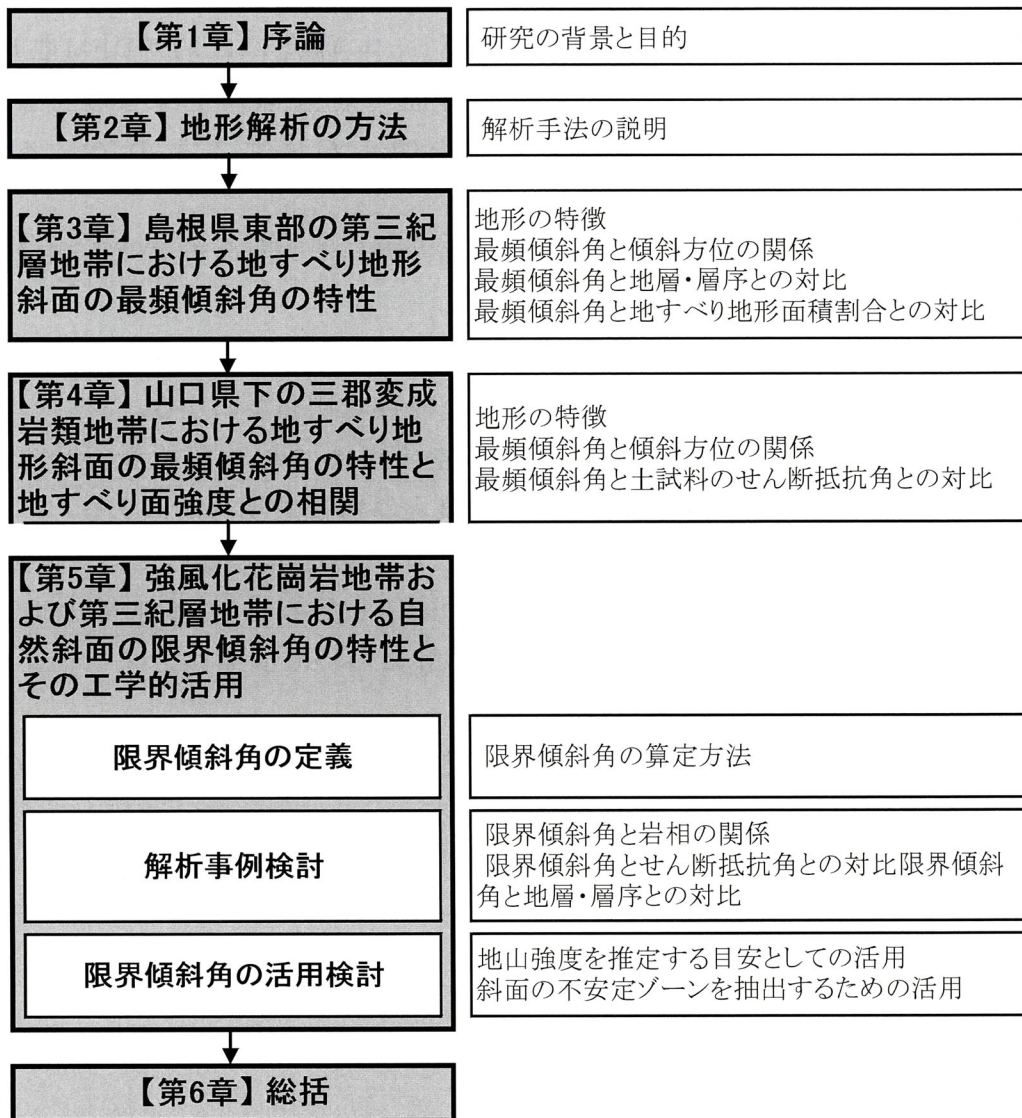 【第1章】序論
研究の背景と目的
【第2章】地形解析の方法
解析手法の説明
【第3章】島根県東部の第三紀
層地帯における地すべり地形
斜面の最頻傾斜角の特性
地形の特徴
最頻傾斜角と傾斜方位の関係
最頻傾斜角と地層・層序との対比
最頻傾斜角と地すべり地形面積割合との対比
【第4章】山口県下の三郡変成
岩類地帯における地すべり地
形斜面の最頻傾斜角の特性と
地すべり面強度との相関
地形の特徴
最頻傾斜角と傾斜方位の関係
最頻傾斜角と土試料のせん断抵抗角との対比
【第5章】強風化花崗岩地帯お
よび第三紀層地帯における自
然斜面の限界傾斜角の特性と
その工学的活用
限界傾斜角の定義
限界傾斜角の算定方法
解析事例検討
限界傾斜角と岩相の関係
限界傾斜角とせん断抵抗角との対比限界傾斜
角と地層・層序との対比
限界傾斜角の活用検討
地山強度を推定する目安としての活用
斜面の不安定ゾーンを抽出するための活用
【第6章】総括